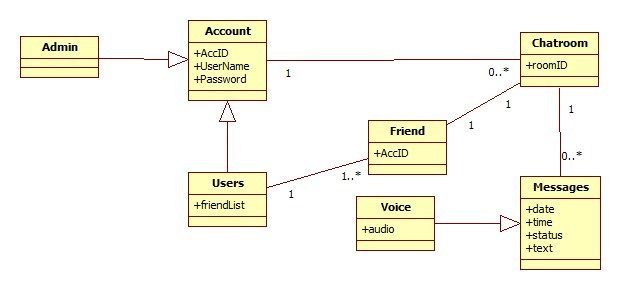 Account
Admin
+AccID
+UserName
+Password
Chatroom
+roomID
1
0..*
Friend
+AccID
1
1
1
0..*
Users
+friendList
1
1..*
Messages
+date
+time
+status
+text
Voice
+audio